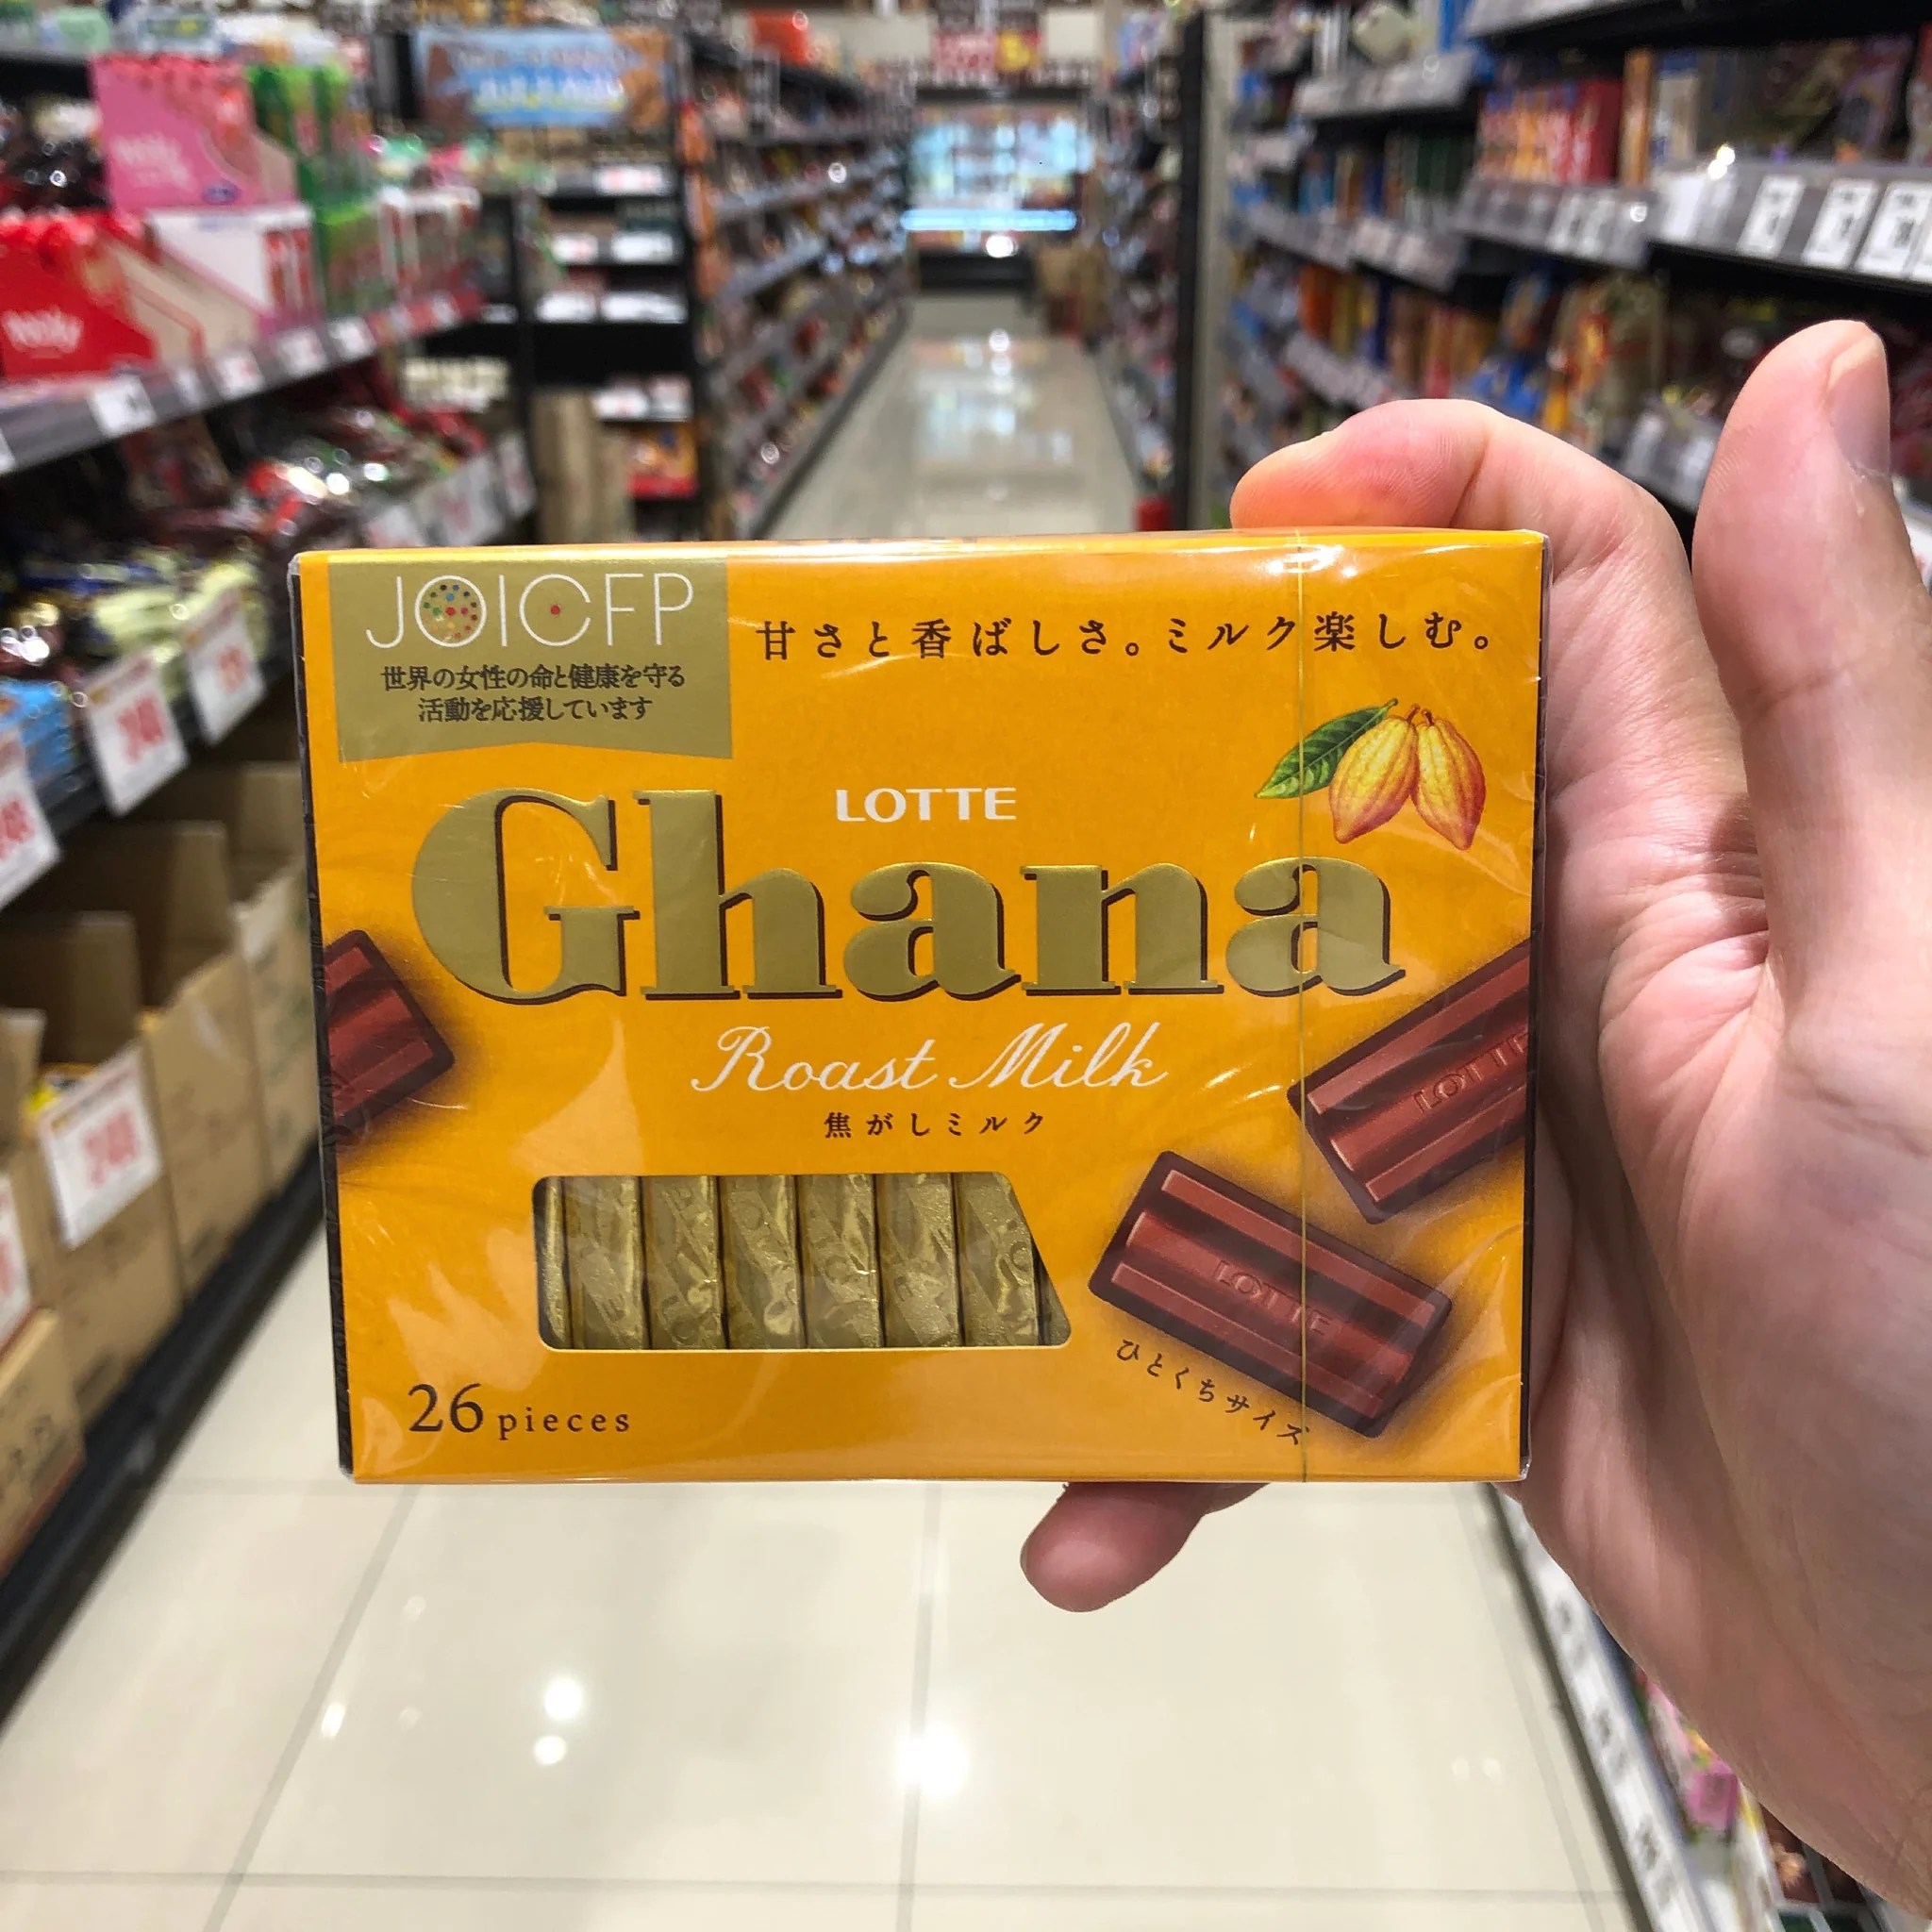 JOICFP
世界の女性の命と健康を守る
活動を応援しています
甘さと香ばしさ。ミルク楽しむ。
LOTTE
Ghana
Roast Milk
焦がしミルク
LOTTE
LOTTE
ひとくちサイズ
26 pieces